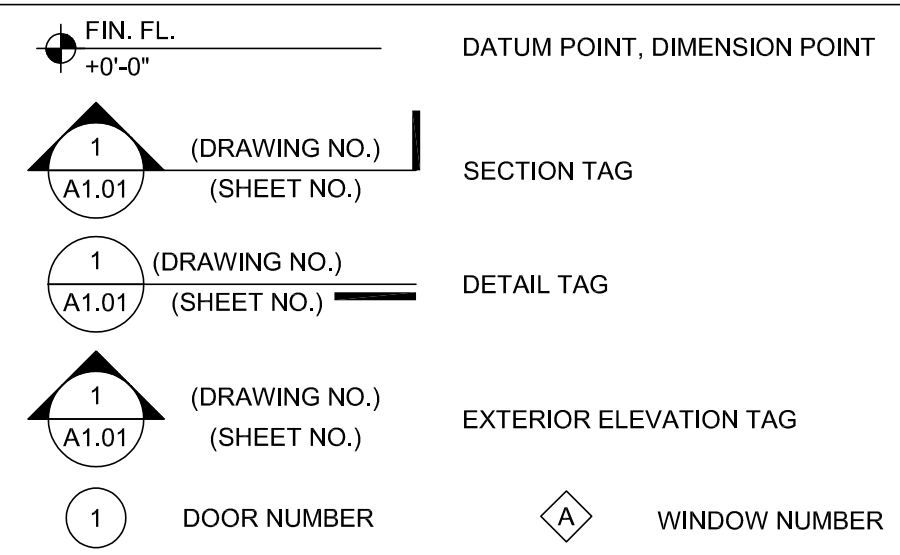 FIN. FL.
+0'-0"
DATUM POINT, DIMENSION POINT
1 (DRAWING NO.)
A1.01 (SHEET NO.)
SECTION TAG
1 (DRAWING NO.)
A1.01 (SHEET NO.)
DETAIL TAG
1 (DRAWING NO.)
A1.01 (SHEET NO.)
EXTERIOR ELEVATION TAG
1 DOOR NUMBER
A WINDOW NUMBER